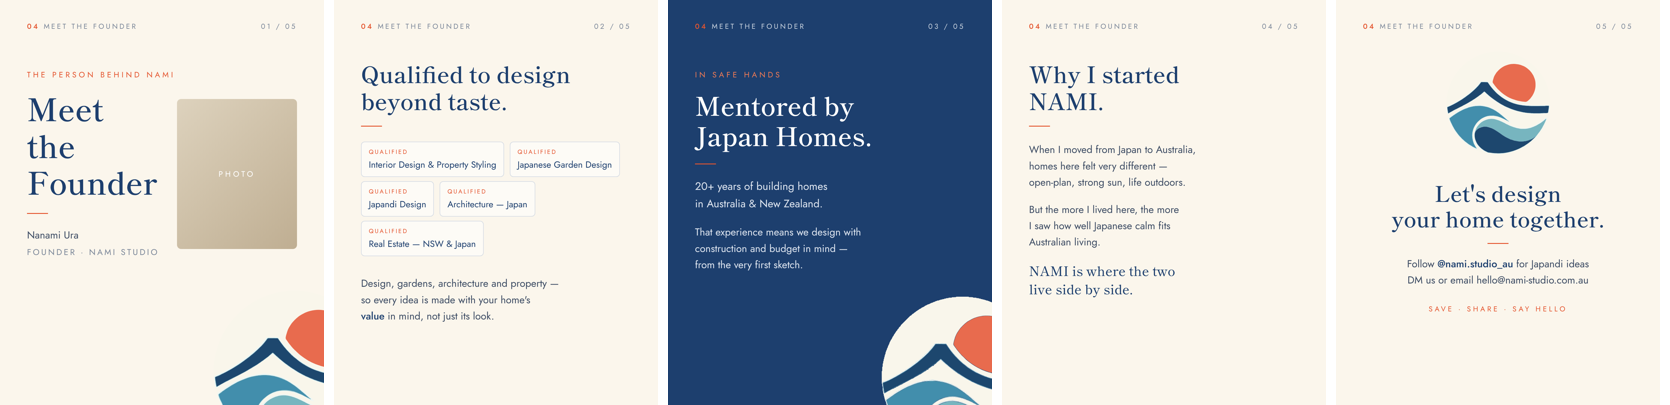 04 MEET THE FOUNDER
01 / 05
THE PERSON BEHIND NAMI
Meet
the
Founder
PHOTO
Nanami Ura
FOUNDER · NAMI STUDIO
04 MEET THE FOUNDER
02 / 05
Qualified to design
beyond taste.
QUALIFIED
Interior Design & Property Styling
QUALIFIED
Japanese Garden Design
QUALIFIED
Japandi Design
QUALIFIED
Architecture — Japan
QUALIFIED
Real Estate — NSW & Japan
Design, gardens, architecture and property —
so every idea is made with your home's
value in mind, not just its look.
04 MEET THE FOUNDER
03 / 05
IN SAFE HANDS
Mentored by
Japan Homes.
20+ years of building homes
in Australia & New Zealand.
That experience means we design with
construction and budget in mind —
from the very first sketch.
04 MEET THE FOUNDER
04 / 05
Why I started
NAMI.
When I moved from Japan to Australia,
homes here felt very different —
open-plan, strong sun, life outdoors.
But the more I lived here, the more
I saw how well Japanese calm fits
Australian living.
NAMI is where the two
live side by side.
04 MEET THE FOUNDER
05 / 05
Let's design
your home together.
Follow @nami.studio_au for Japandi ideas
DM us or email hello@nami-studio.com.au
SAVE · SHARE · SAY HELLO